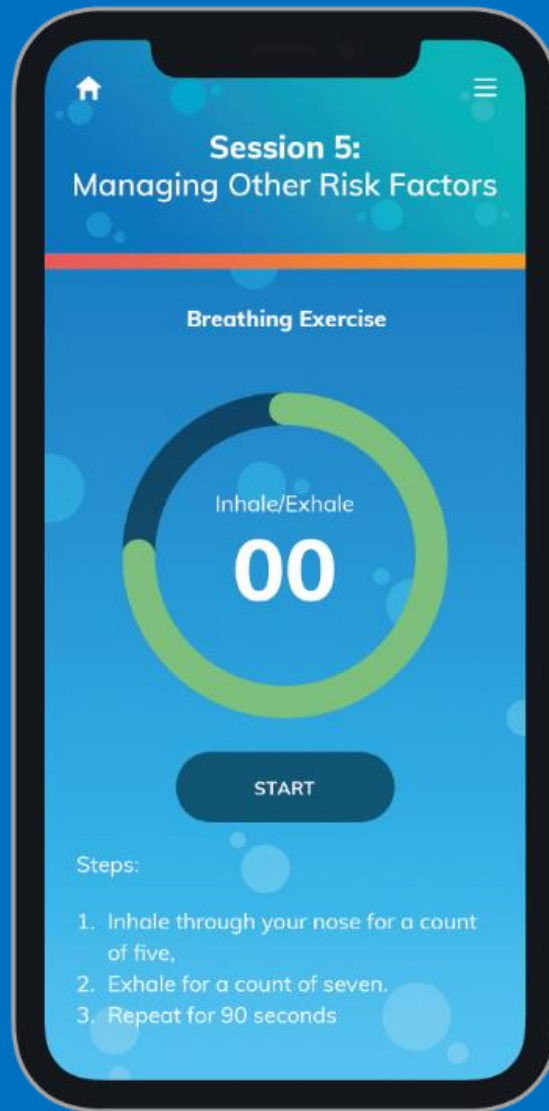 Session 5:
Managing Other Risk Factors
Breathing Exercise
Inhale/Exhale
00
START
Steps:
1. Inhale through your nose for a count
of five,
2. Exhale for a count of seven.
3. Repeat for 90 seconds